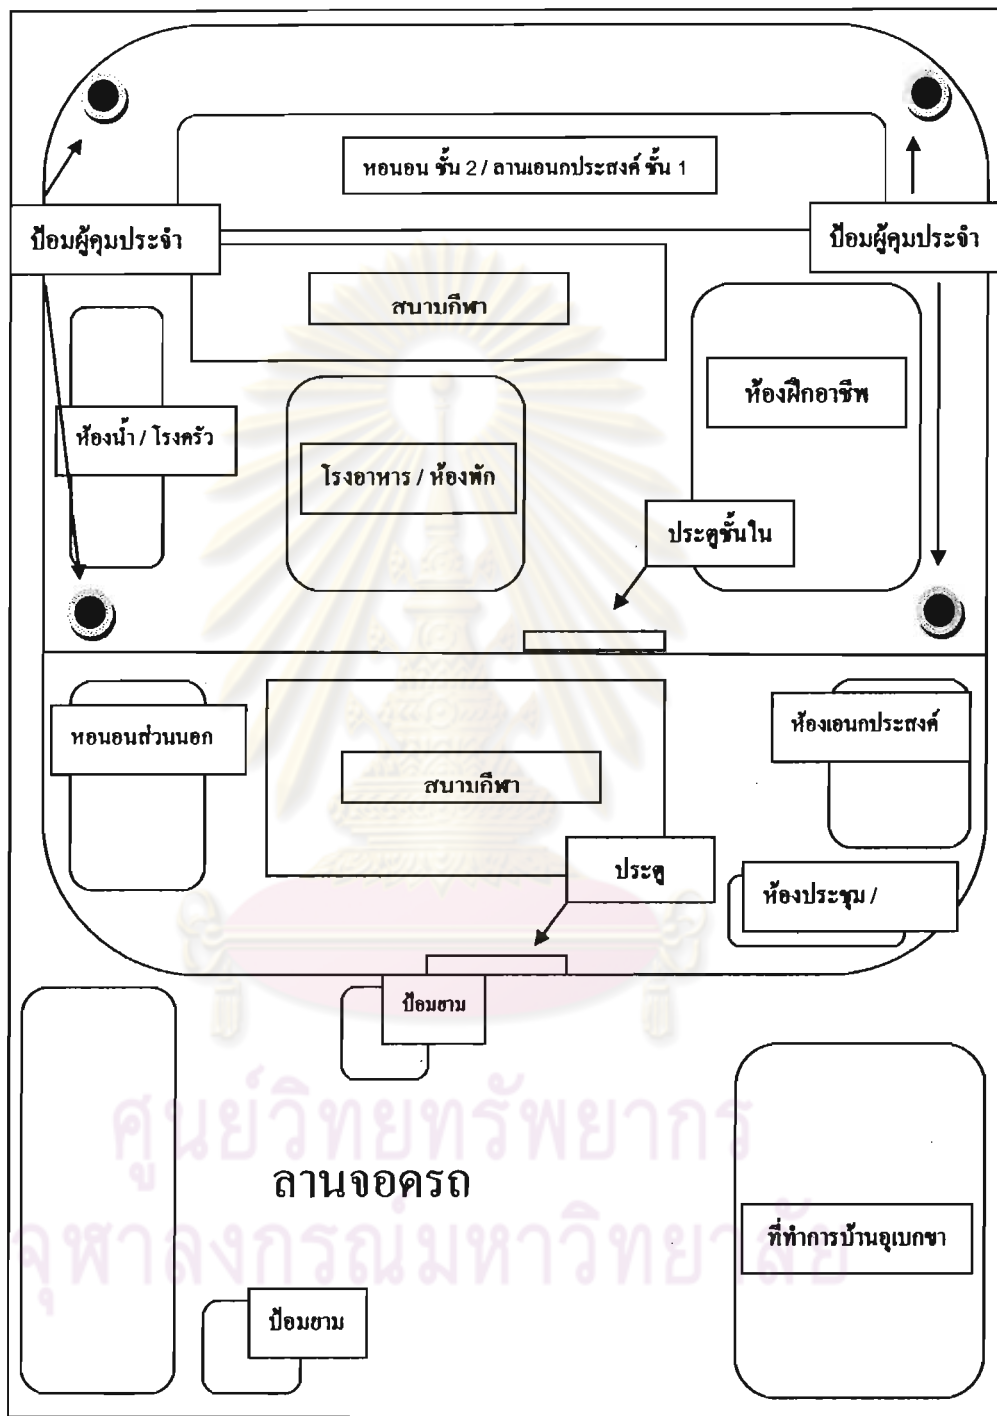 หอนอน ชั้น 2 / ลานเอนกประสงค์ ชั้น 1
ป้อมผู้คุมประจำ
ป้อมผู้คุมประจำ
สนามกีฬา
ห้องฝึกอาชีพ
ห้องน้ำ / โรงครัว
โรงอาหาร / ห้องพัก
ประตูชั้นใน
หอนอนส่วนนอก
ห้องเอนกประสงค์
สนามกีฬา
ประตู
ห้องประชุม /
ป้อมยาม
ศูนย์วิทยทรัพยากร
ลานจอดรถ
จุฬาลงกรณ์มหาวิทยาลัย
ที่ทำการบ้านอุเบกขา
ป้อมยาม